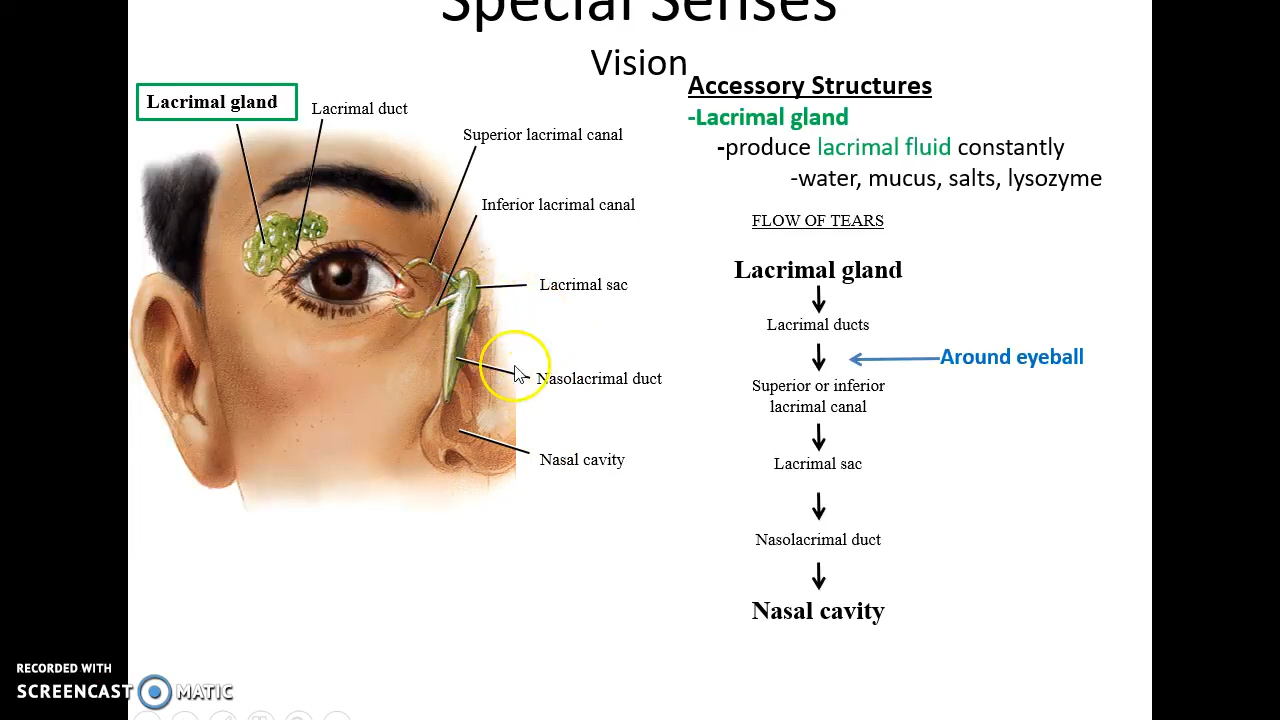 Special Senses
Vision
Lacrimal gland
Lacrimal duct
Superior lacrimal canal
Inferior lacrimal canal
Lacrimal sac
Nasolacrimal duct
Nasal cavity
Accessory Structures
-Lacrimal gland
-produce lacrimal fluid constantly
-water, mucus, salts, lysozyme
FLOW OF TEARS
Lacrimal gland
Lacrimal ducts
Around eyeball
Superior or inferior
lacrimal canal
Lacrimal sac
Nasolacrimal duct
Nasal cavity
RECORDED WITH
SCREENCAST MATIC